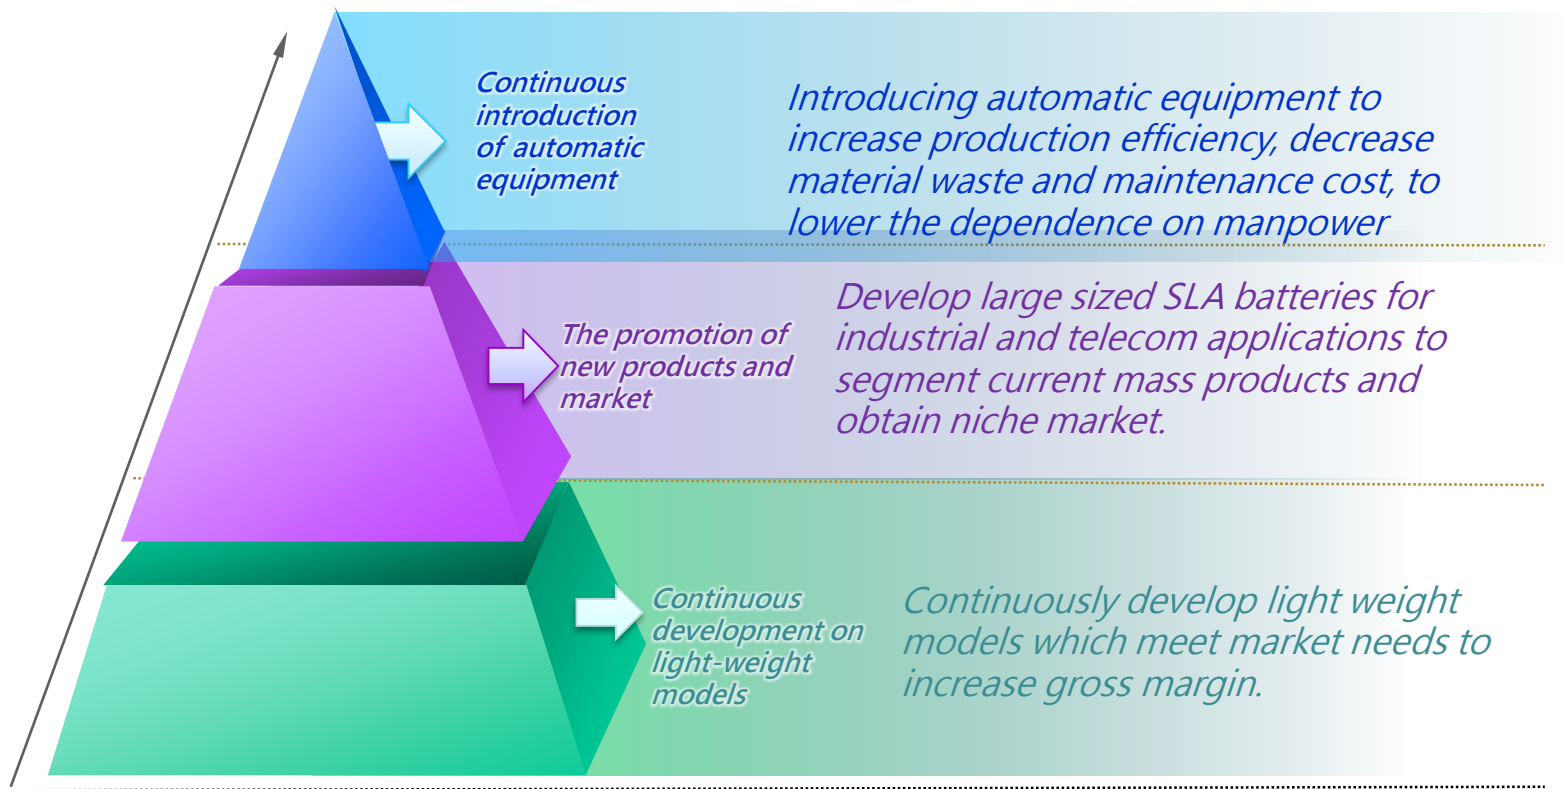 Continuous
introduction
of automatic
equipment
Introducing automatic equipment to
increase production efficiency, decrease
material waste and maintenance cost, to
lower the dependence on manpower
The promotion of
new products and
market
Develop large sized SLA batteries for
industrial and telecom applications to
segment current mass products and
obtain niche market.
Continuous
development on
light-weight
models
Continuously develop light weight
models which meet market needs to
increase gross margin.